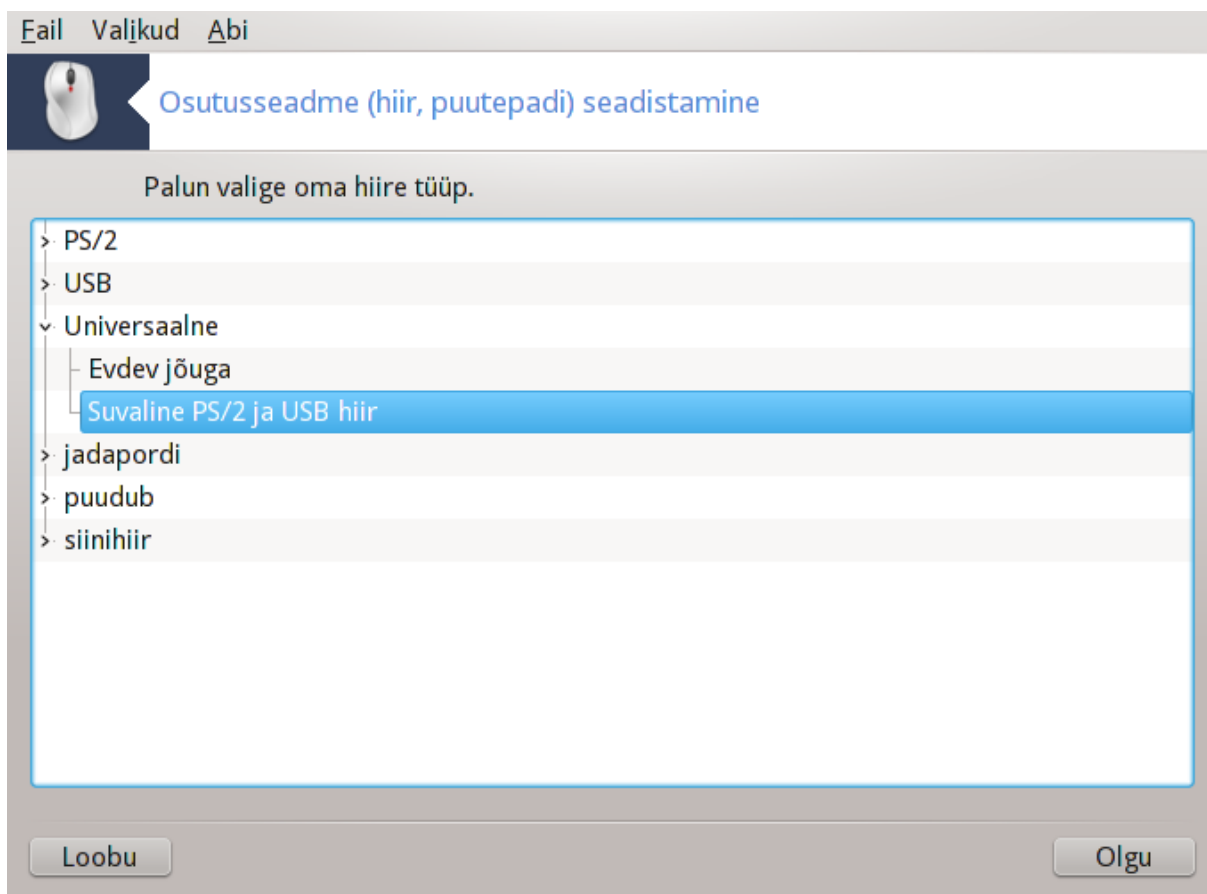 Fail Valikud Abi
Osutusseadme (hiir, puutepadi) seadistamine
Palun valige oma hiire tüüp.
PS/2
USB
Universaalne
Evdev jõuga
Suvaline PS/2 ja USB hiir
jadapordi
puudub
siinihiir
Loobu Olgu